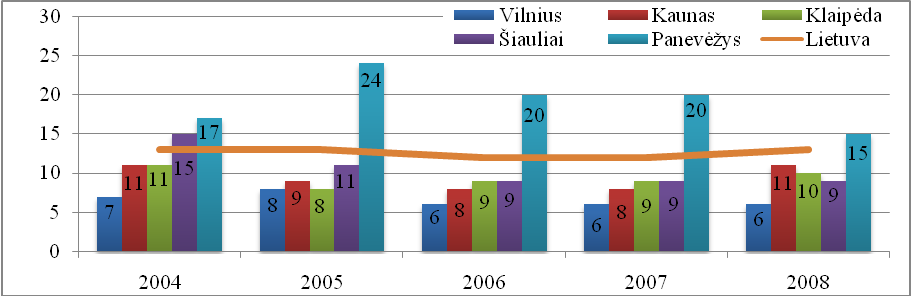 30
25
20
15
10
5
0
Vilnius Kaunas Klaipėda
Šiauliai Panevėžys Lietuva
7 11 11 15 17
8 9 8 11 24
6 8 9 9 20
6 8 9 9 20
6 11 10 9 15
2004 2005 2006 2007 2008